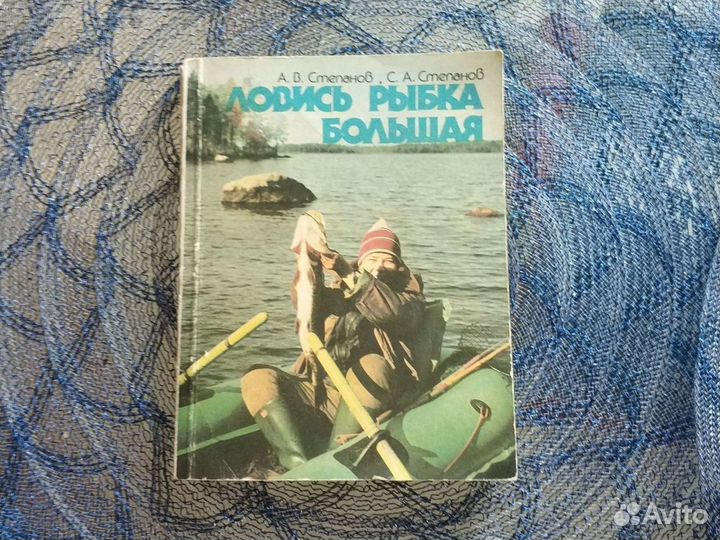 А. В. Степанов, С. А. Степанов
ЛОВИСЬ РЫБКА
БОЛЬШАЯ
Avito